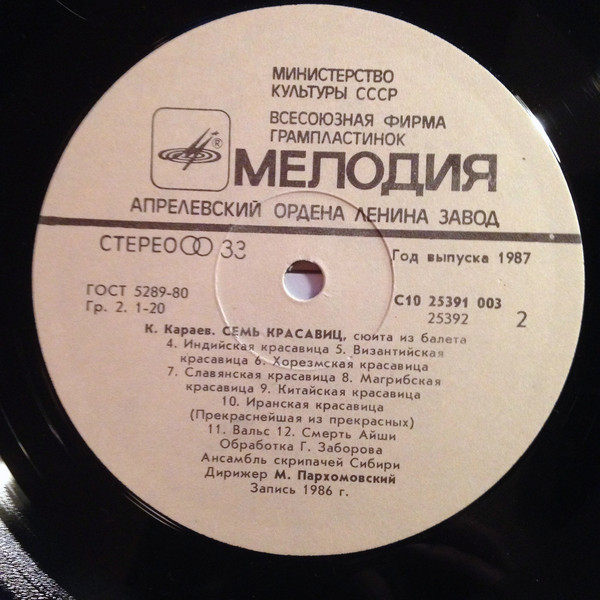 МИНИСТЕРСТВО
КУЛЬТУРЫ СССР
ВСЕСОЮЗНАЯ ФИРМА
ГРАМПЛАСТИНОК
®
МЕЛОДИЯ
АПРЕЛЕВСКИЙ ОРДЕНА ЛЕНИНА ЗАВОД
СТЕРЕО 33
Год выпуска 1987
ГОСТ 5289-80
Гр. 2. 1-20
С10 25391 003
25392
2
К. Караев. СЕМЬ КРАСАВИЦ, сюита из балета
4. Индийская красавица 5. Византийская
красавица 6. Хорезмская красавица
7. Славянская красавица 8. Магрибская
красавица 9. Китайская красавица
10. Иранская красавица
(Прекраснейшая из прекрасных)
11. Вальс 12. Смерть Айши
Обработка Г. Заборова
Ансамбль скрипачей Сибири
Дирижер М. Пархомовский
Запись 1986 г.